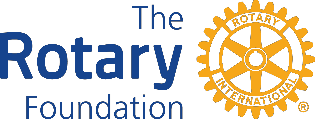 The
Rotary
Foundation
ROTARY
INTERNATIONAL
®